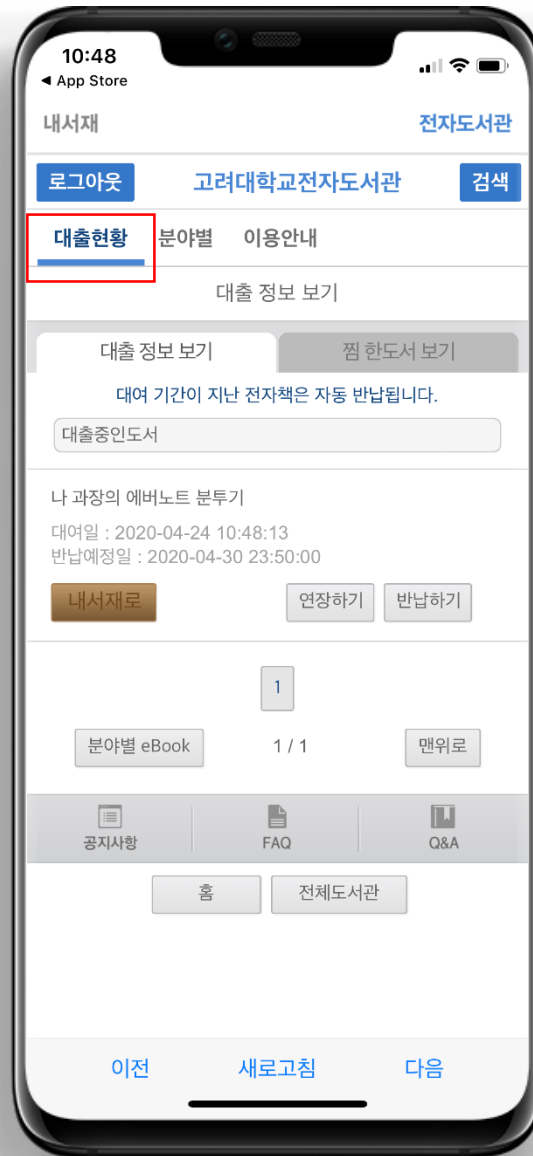 10:48
◀ App Store
내서재 전자도서관
로그아웃 고려대학교전자도서관 검색
대출현황 분야별 이용안내
대출 정보 보기
대출 정보 보기 찜 한도서 보기
대여 기간이 지난 전자책은 자동 반납됩니다.
대출중인도서
나 과장의 에버노트 분투기
대여일 : 2020-04-24 10:48:13
반납예정일 : 2020-04-30 23:50:00
내서재로 연장하기 반납하기
1
분야별 eBook 1 / 1 맨위로
공지사항 FAQ Q&A
홈 전체도서관
이전 새로고침 다음